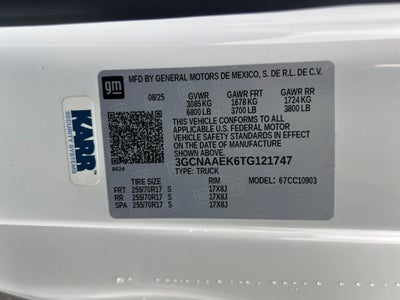 gm
MFD BY GENERAL MOTORS DE MEXICO, S. DE R.L. DE C.V.
08/25 GVWR GAWR FRT GAWR RR
3085 KG 1678 KG 1724 KG
6800 LB 3700 LB 3800 LB
THIS VEHICLE CONFORMS TO ALL APPLICABLE
U.S. FEDERAL MOTOR VEHICLE
SAFETY STANDARDS IN EFFECT ON THE
DATE OF MANUFACTURE
3GCNAAEK6TG121747
TYPE: TRUCK
0624
TIRE SIZE RIM 67CC10903
FRT 255/70R17 S 17X8J
RR 255/70R17 S 17X8J
SPA 255/70R17 S 17X8J
KARR
SECURITY SYSTEMS